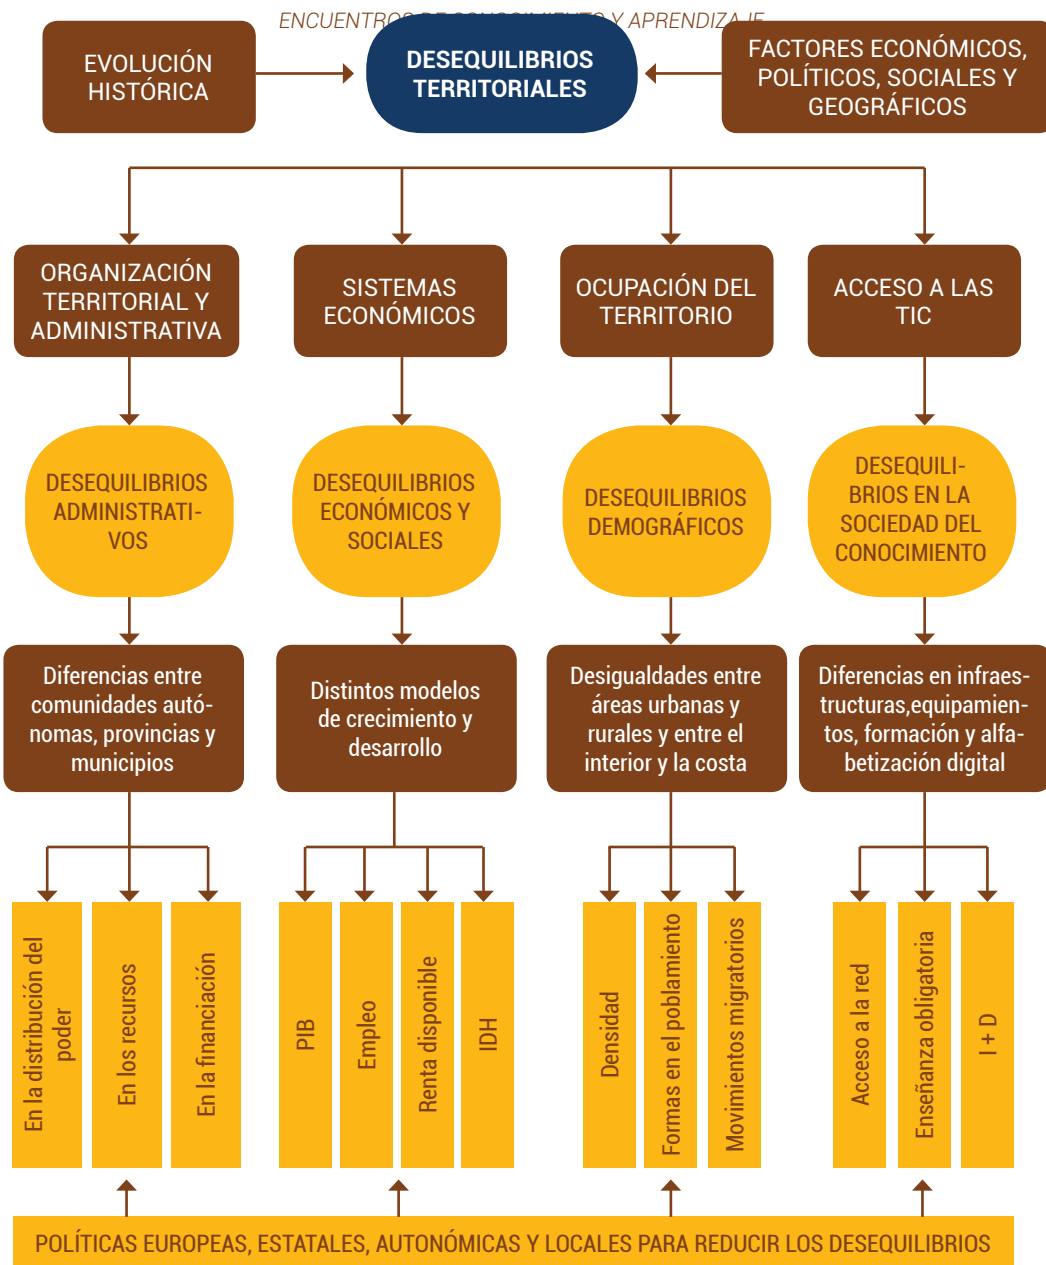 ENCUENTROS DE CONOCIMIENTO Y APRENDIZAJE
EVOLUCIÓN
HISTÓRICA
DESEQUILIBRIOS
TERRITORIALES
FACTORES ECONÓMICOS,
POLÍTICOS, SOCIALES Y
GEOGRÁFICOS
ORGANIZACIÓN
TERRITORIAL Y
ADMINISTRATIVA
SISTEMAS
ECONÓMICOS
OCUPACIÓN DEL
TERRITORIO
ACCESO A LAS
TIC
DESEQUILIBRIOS
ADMINISTRATI-
VOS
DESEQUILIBRIOS
ECONÓMICOS Y
SOCIALES
DESEQUILIBRIOS
DEMOGRÁFICOS
DESEQUILI-
BRIOS EN LA
SOCIEDAD DEL
CONOCIMIENTO
Diferencias entre
comunidades autó-
nomas, provincias y
municipios
Distintos modelos
de crecimiento y
desarrollo
Desigualdades entre
áreas urbanas y
rurales y entre el
interior y la costa
Diferencias en infraes-
tructuras,equipamien-
tos, formación y alfa-
betización digital
En la distribución del
poder
En los recursos
En la financiación
PIB
Empleo
Renta disponible
IDH
Densidad
Formas en el poblamiento
Movimientos migratorios
Acceso a la red
Enseñanza obligatoria
I + D
POLÍTICAS EUROPEAS, ESTATALES, AUTONÓMICAS Y LOCALES PARA REDUCIR LOS DESEQUILIBRIOS